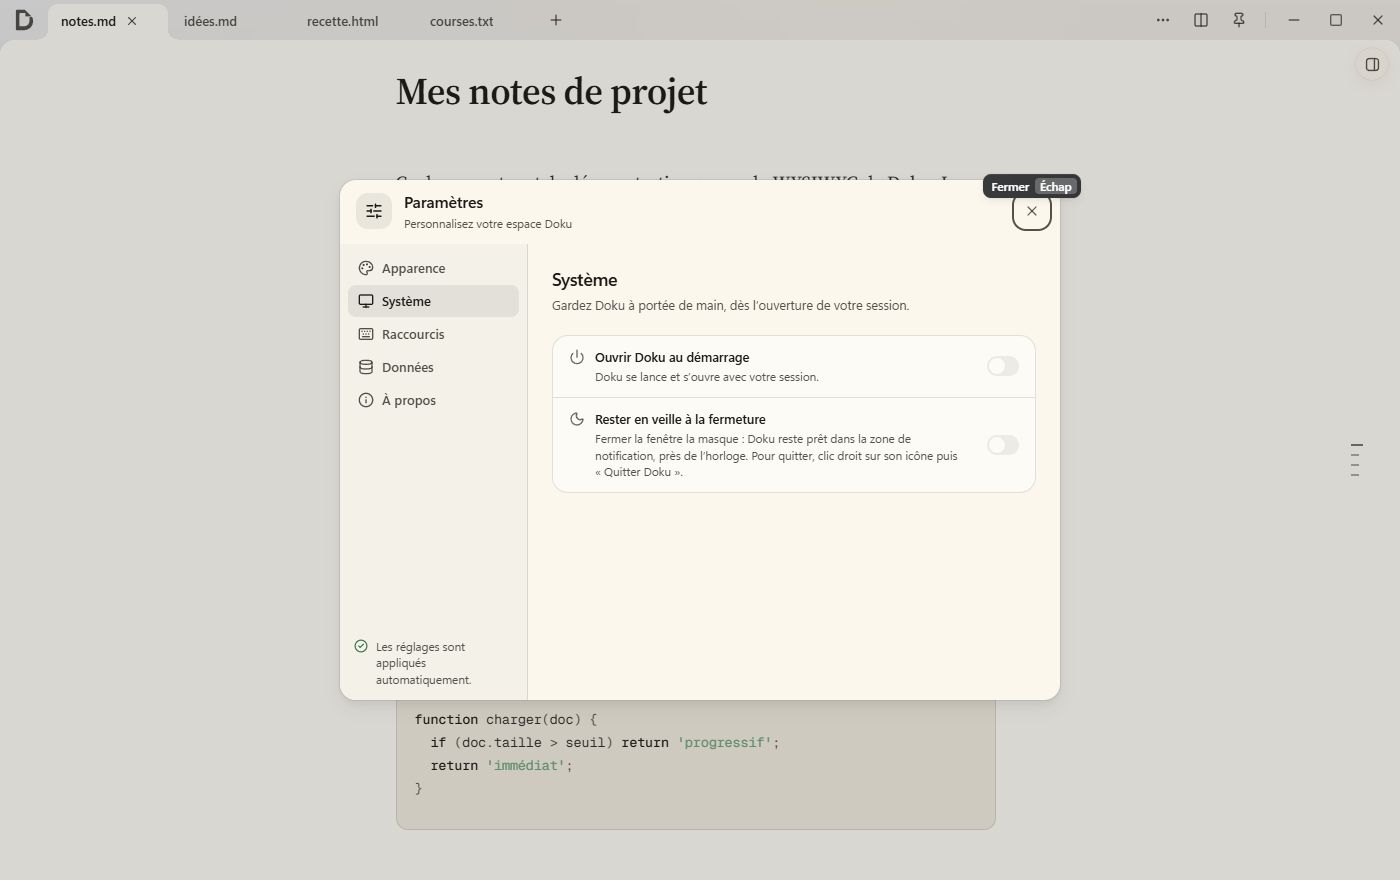 notes.md
idées.md
recette.html
courses.txt
Mes notes de projet
Fermer Échap
Paramètres
Personnalisez votre espace Doku
Apparence
Système
Raccourcis
Données
À propos
Les réglages sont
appliqués
automatiquement.
Système
Gardez Doku à portée de main, dès l’ouverture de votre session.
Ouvrir Doku au démarrage
Doku se lance et s’ouvre avec votre session.
Rester en veille à la fermeture
Fermer la fenêtre la masque : Doku reste prêt dans la zone de
notification, près de l’horloge. Pour quitter, clic droit sur son icône puis
« Quitter Doku ».
function charger(doc) {
if (doc.taille > seuil) return 'progressif';
return 'immédiat';
}